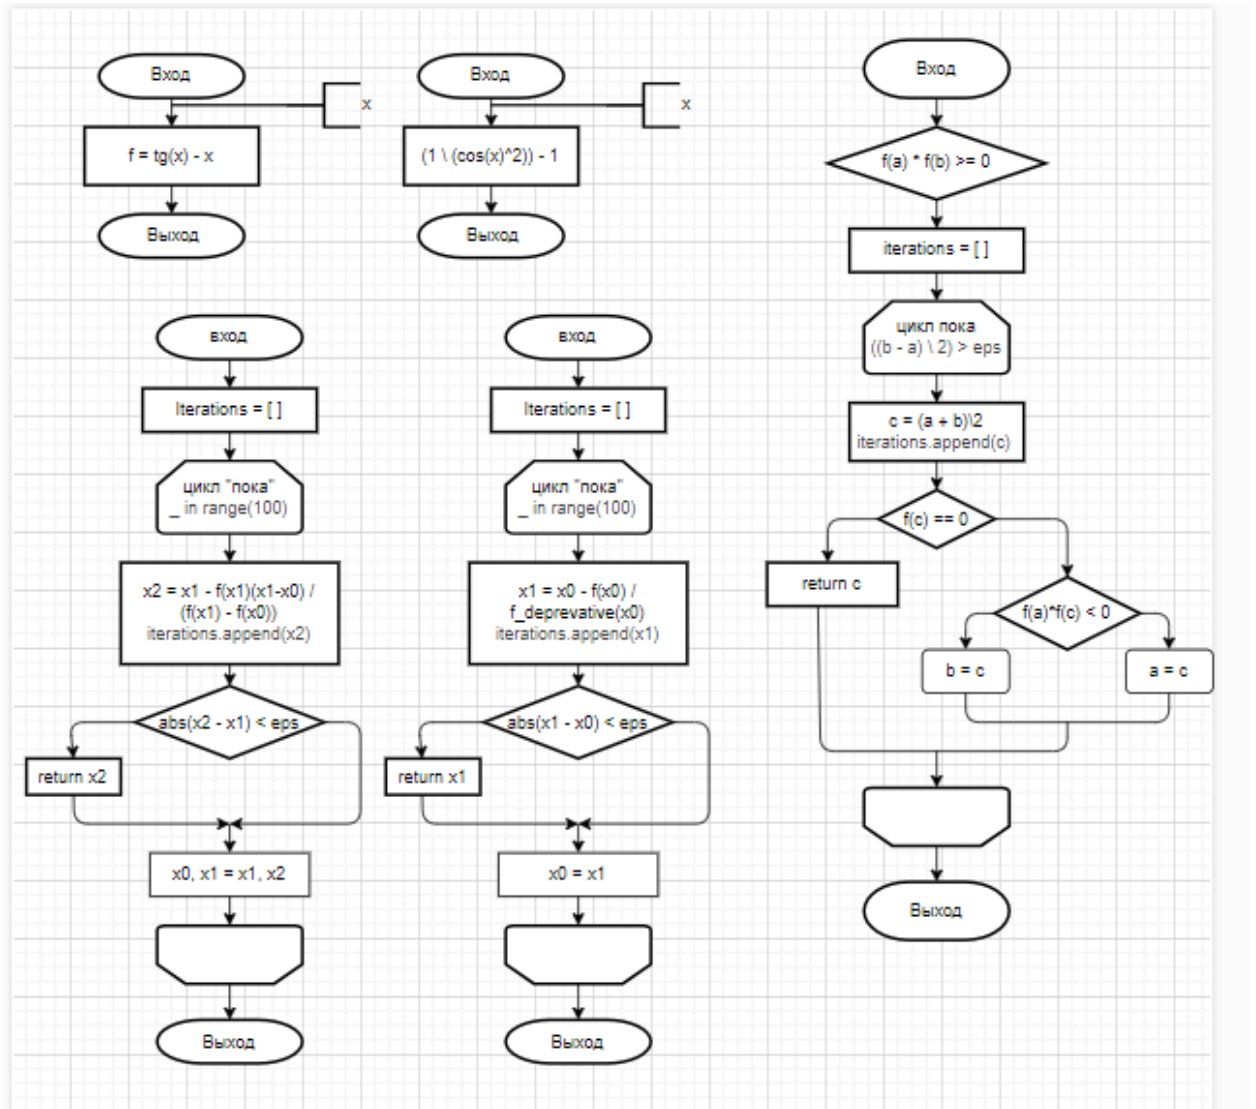 Вход
x
f = tg(x) - x
Выход
Вход
x
(1 \ (cos(x)^2)) - 1
Выход
вход
Iterations = [ ]
цикл "пока"
_ in range(100)
x2 = x1 - f(x1)(x1-x0) /
(f(x1) - f(x0))
iterations.append(x2)
abs(x2 - x1) < eps
return x2
x0, x1 = x1, x2
Выход
вход
Iterations = [ ]
цикл "пока"
_ in range(100)
x1 = x0 - f(x0) /
f_deprevative(x0)
iterations.append(x1)
abs(x1 - x0) < eps
return x1
x0 = x1
Выход
Вход
f(a) * f(b) >= 0
iterations = [ ]
цикл пока
((b - a) \ 2) > eps
c = (a + b)\2
iterations.append(c)
f(c) == 0
return c
f(a)*f(c) < 0
b = c
a = c
Выход